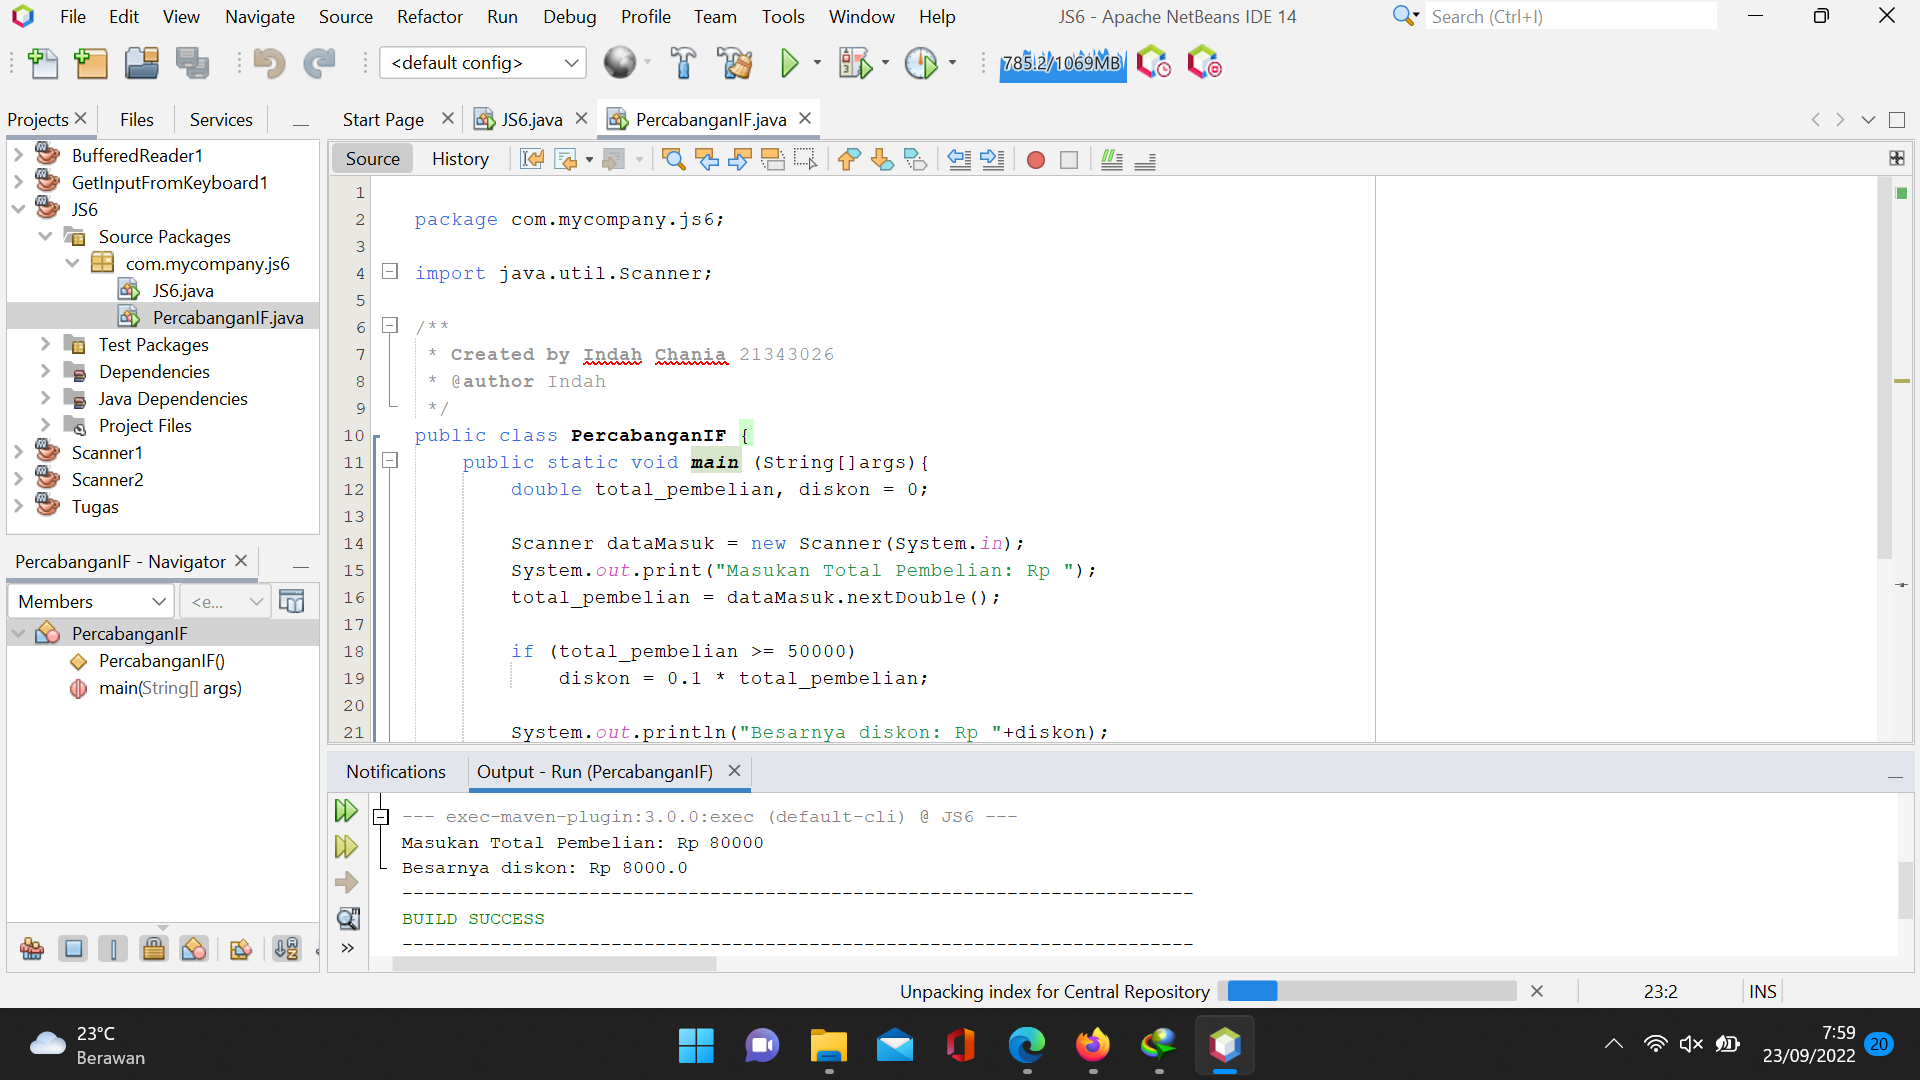 File Edit View Navigate Source Refactor Run Debug Profile Team Tools Window Help
JS6 - Apache NetBeans IDE 14
Search (Ctrl+I)
<default config>
785.2/1069MB
Projects Files Services
BufferedReader1
GetInputFromKeyboard1
JS6
Source Packages
com.mycompany.js6
JS6.java
PercabanganIF.java
Test Packages
Dependencies
Java Dependencies
Project Files
Scanner1
Scanner2
Tugas
PercabanganIF - Navigator
Members <e...
PercabanganIF
PercabanganIF()
main(String[] args)
Start Page JS6.java PercabanganIF.java
Source History
1
2 package com.mycompany.js6;
3
4 import java.util.Scanner;
5
6 /**
7 * Created by Indah Chania 21343026
8 * @author Indah
9 */
10 public class PercabanganIF {
11 public static void main (String[]args){
12 double total_pembelian, diskon = 0;
13
14 Scanner dataMasuk = new Scanner(System.in);
15 System.out.print("Masukan Total Pembelian: Rp ");
16 total_pembelian = dataMasuk.nextDouble();
17
18 if (total_pembelian >= 50000)
19 diskon = 0.1 * total_pembelian;
20
21 System.out.println("Besarnya diskon: Rp "+diskon);
Notifications Output - Run (PercabanganIF)
--- exec-maven-plugin:3.0.0:exec (default-cli) @ JS6 ---
Masukan Total Pembelian: Rp 80000
Besarnya diskon: Rp 8000.0
------------------------------------------------------------------------
BUILD SUCCESS
------------------------------------------------------------------------
Unpacking index for Central Repository
23:2 INS
23°C
Berawan
7:59
23/09/2022
20